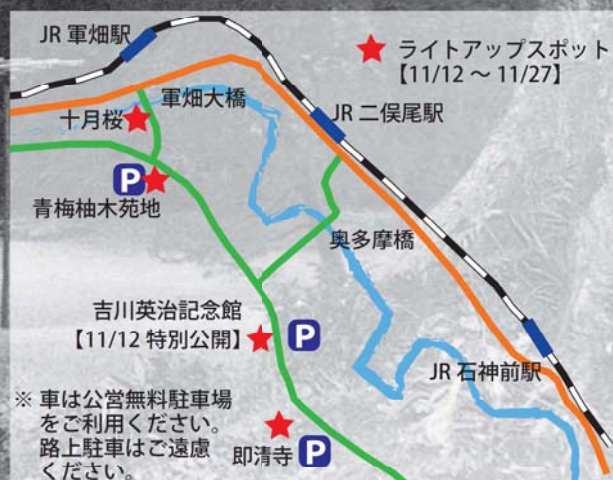 JR 軍畑駅
ライトアップスポット
【11/12 ~ 11/27】
軍畑大橋
十月桜
JR 二俣尾駅
P
青梅柚木苑地
奥多摩橋
吉川英治記念館
【11/12 特別公開】
P
JR 石神前駅
※ 車は公営無料駐車場
をご利用ください。
路上駐車はご遠慮
ください。
即清寺
P